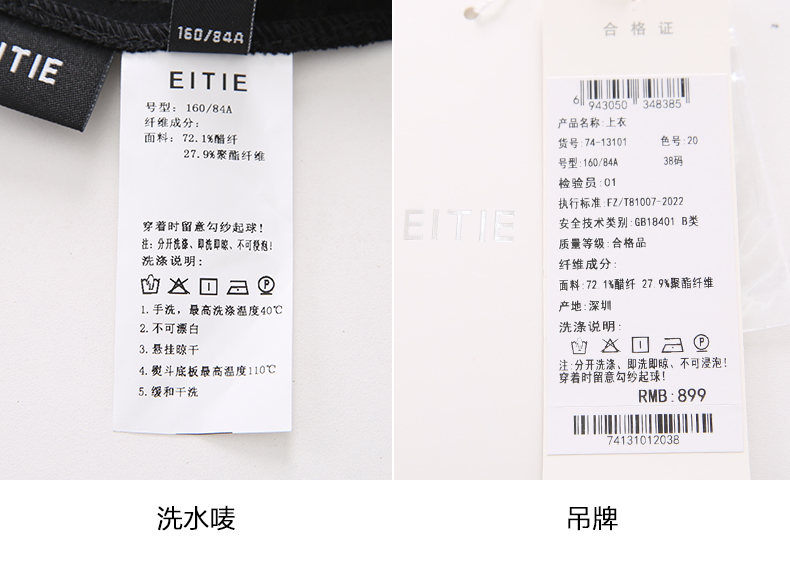 160/84A
ITIE
EITIE
号型: 160/84A
纤维成分:
面料: 72.1%醋纤
27.9%聚酯纤维
穿着时留意勾纱起球!
注: 分开洗涤、即洗即晾、不可浸泡!
洗涤说明:
1. 手洗, 最高洗涤温度40℃
2. 不可漂白
3. 悬挂晾干
4. 熨斗底板最高温度110℃
5. 缓和干洗
洗水唛
合格证
6 943050 348385
产品名称:上衣
货号:74-13101 色号:20
号型:160/84A 38码
检验员:01
执行标准:FZ/T81007-2022
安全技术类别:GB18401 B类
质量等级:合格品
纤维成分:
面料:72 1%醋纤 27.9%聚酯纤维
产地:深圳
洗涤说明:
注:分开洗涤、即洗即晾、不可浸泡!
穿着时留意勾纱起球!
RMB:899
74131012038
EITIE
吊牌